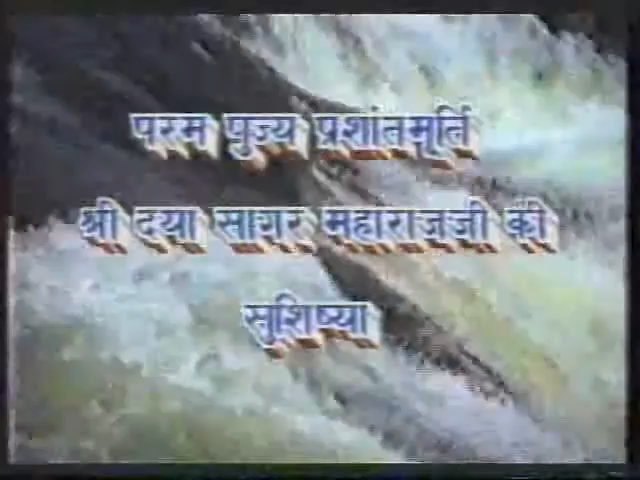 परम पुज्य प्रशांतमूर्ति
श्री दया सागर महाराजजी की
सुशिष्या